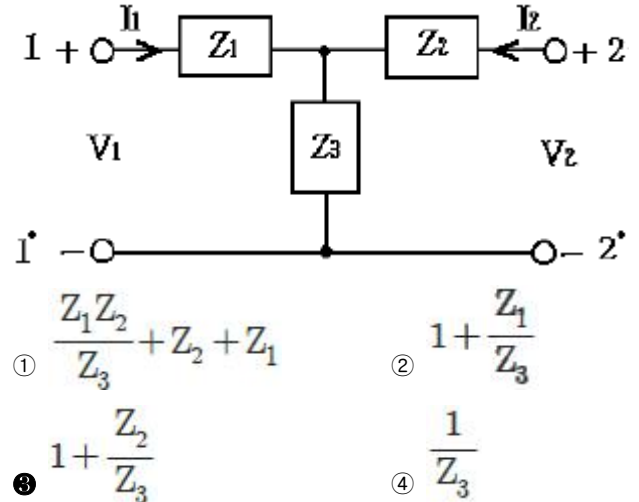 I₁ I₂
1 + Z₁ Z₂ + 2
V₁ Z₃ V₂
1' − − 2'
① Z₁Z₂/Z₃ + Z₂ + Z₁ ② 1 + Z₁/Z₃
❸ 1 + Z₂/Z₃ ④ 1/Z₃